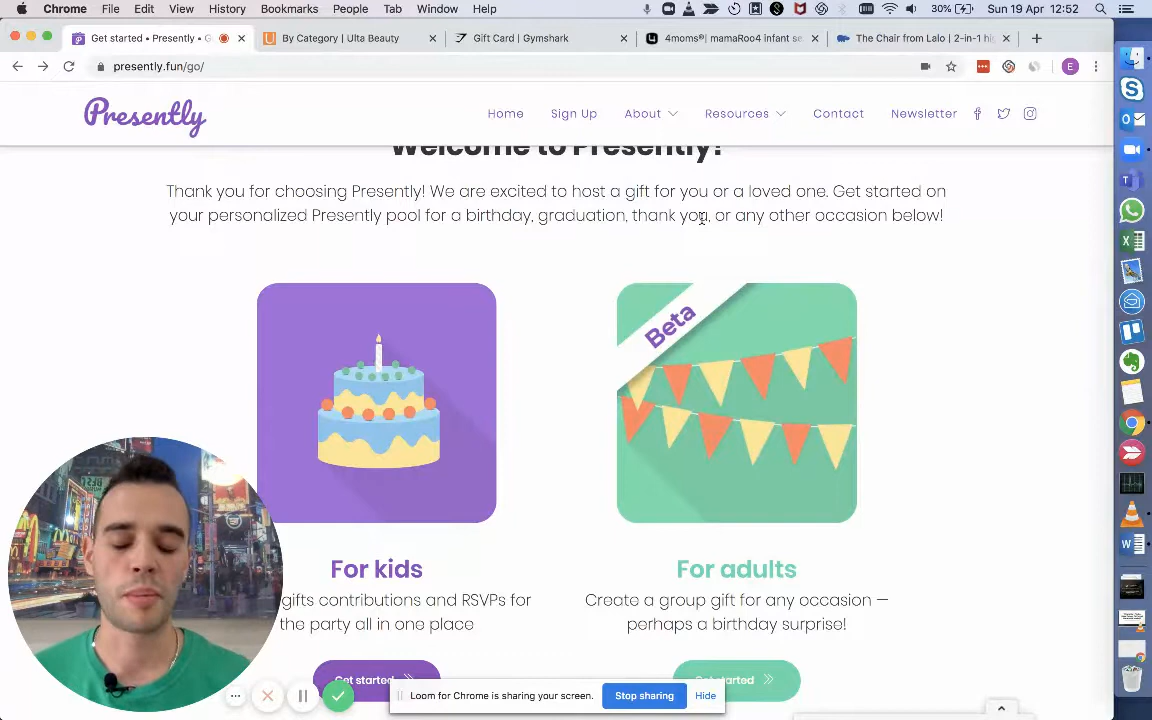 Chrome File Edit View History Bookmarks People Tab Window Help 30% Sun 19 Apr 12:52
Get started • Presently • G By Category | Ulta Beauty Gift Card | Gymshark 4moms®| mamaRoo4 infant se The Chair from Lalo | 2-in-1 hi
presently.fun/go/ E
Presently Home Sign Up About Resources Contact Newsletter
Welcome to Presently!
Thank you for choosing Presently! We are excited to host a gift for you or a loved one. Get started on
your personalized Presently pool for a birthday, graduation, thank you, or any other occasion below!
Beta
For kids
gifts contributions and RSVPs for
the party all in one place
Get started
For adults
Create a group gift for any occasion —
perhaps a birthday surprise!
started
Loom for Chrome is sharing your screen. Stop sharing Hide